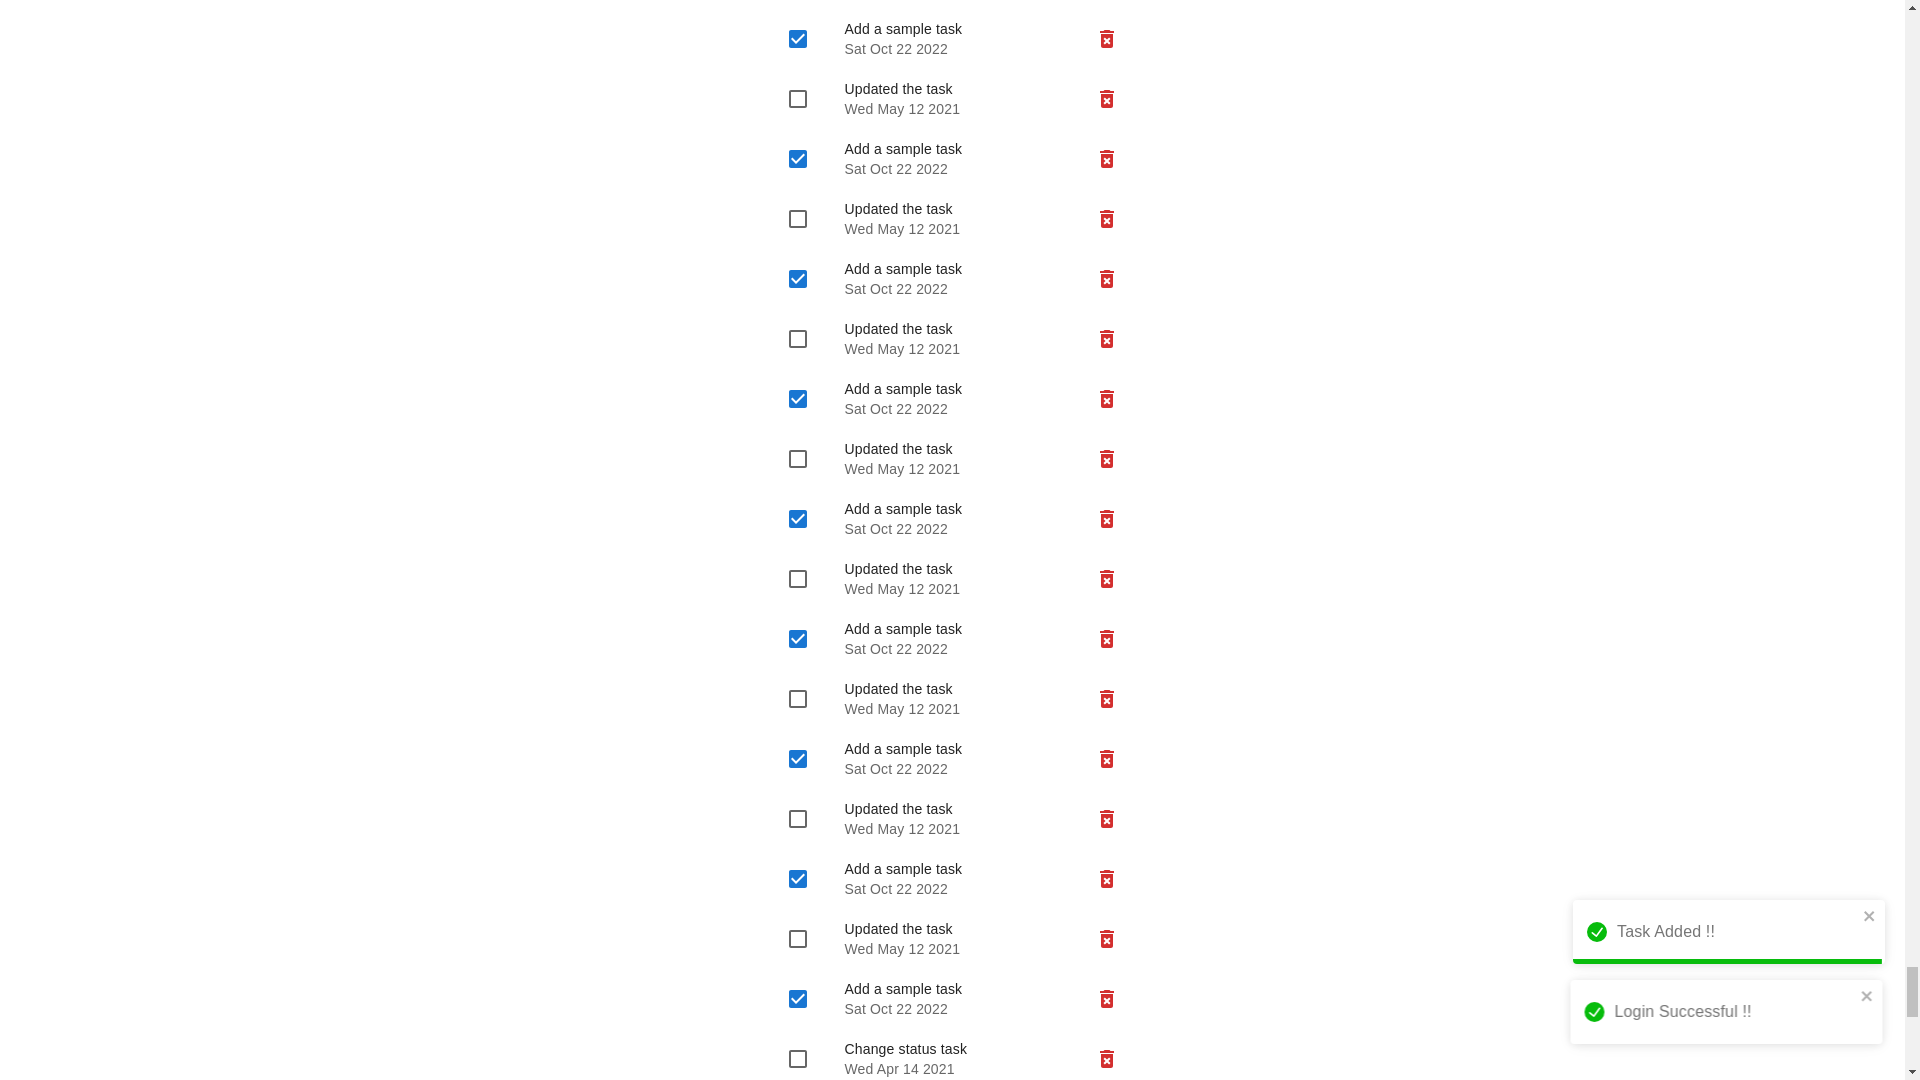 Add a sample task
Sat Oct 22 2022
Updated the task
Wed May 12 2021
Add a sample task
Sat Oct 22 2022
Updated the task
Wed May 12 2021
Add a sample task
Sat Oct 22 2022
Updated the task
Wed May 12 2021
Add a sample task
Sat Oct 22 2022
Updated the task
Wed May 12 2021
Add a sample task
Sat Oct 22 2022
Updated the task
Wed May 12 2021
Add a sample task
Sat Oct 22 2022
Updated the task
Wed May 12 2021
Add a sample task
Sat Oct 22 2022
Updated the task
Wed May 12 2021
Add a sample task
Sat Oct 22 2022
Updated the task
Wed May 12 2021
Add a sample task
Sat Oct 22 2022
Change status task
Wed Apr 14 2021
Task Added !!
Login Successful !!